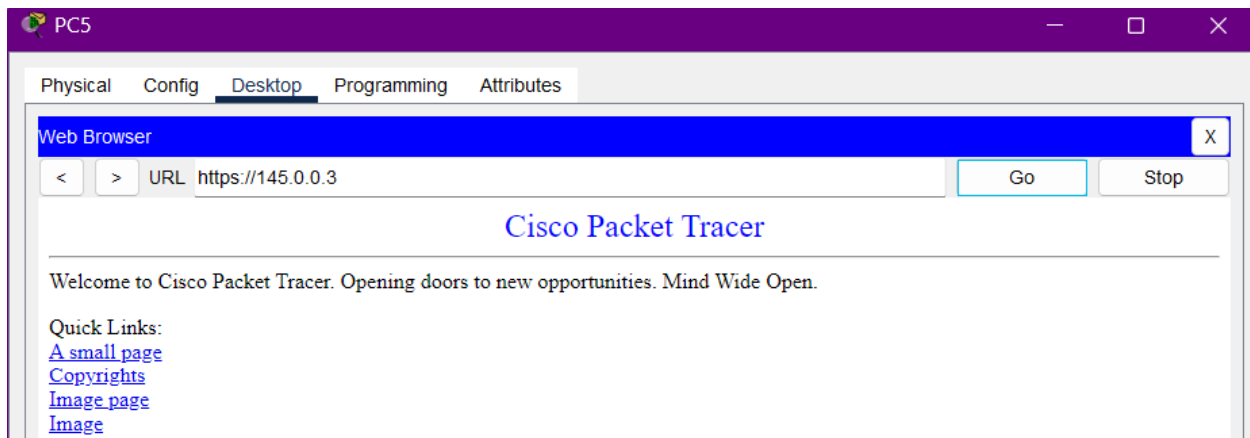 PC5
Physical Config Desktop Programming Attributes
Web Browser X
< > URL https://145.0.0.3 Go Stop
Cisco Packet Tracer
Welcome to Cisco Packet Tracer. Opening doors to new opportunities. Mind Wide Open.
Quick Links:
A small page
Copyrights
Image page
Image